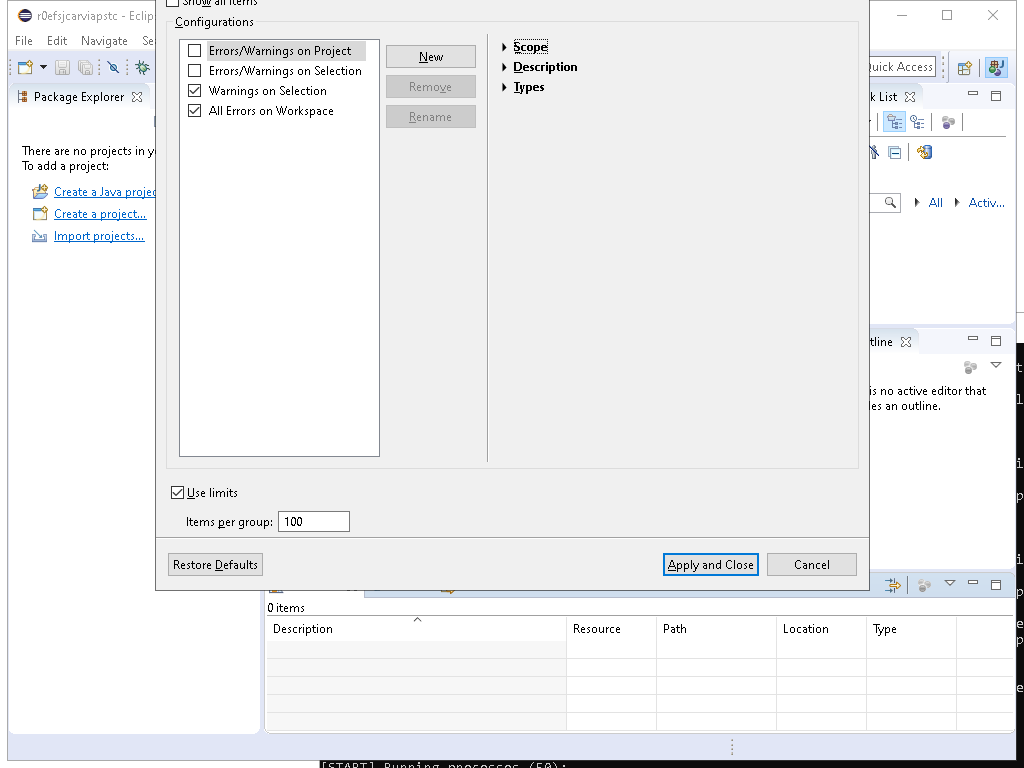 r0efsjcarviapstc - Eclip
Show all items
File Edit Navigate Se
Configurations
Errors/Warnings on Project
Errors/Warnings on Selection
Warnings on Selection
All Errors on Workspace
New
Remove
Rename
Scope
Description
Types
Quick Access
Package Explorer
k List
There are no projects in y
To add a project:
Create a Java projec
Create a project...
Import projects...
All Activ...
tline
is no active editor that
des an outline.
Use limits
Items per group: 100
Restore Defaults
Apply and Close
Cancel
0 items
Description Resource Path Location Type
[START] Running processes (50):